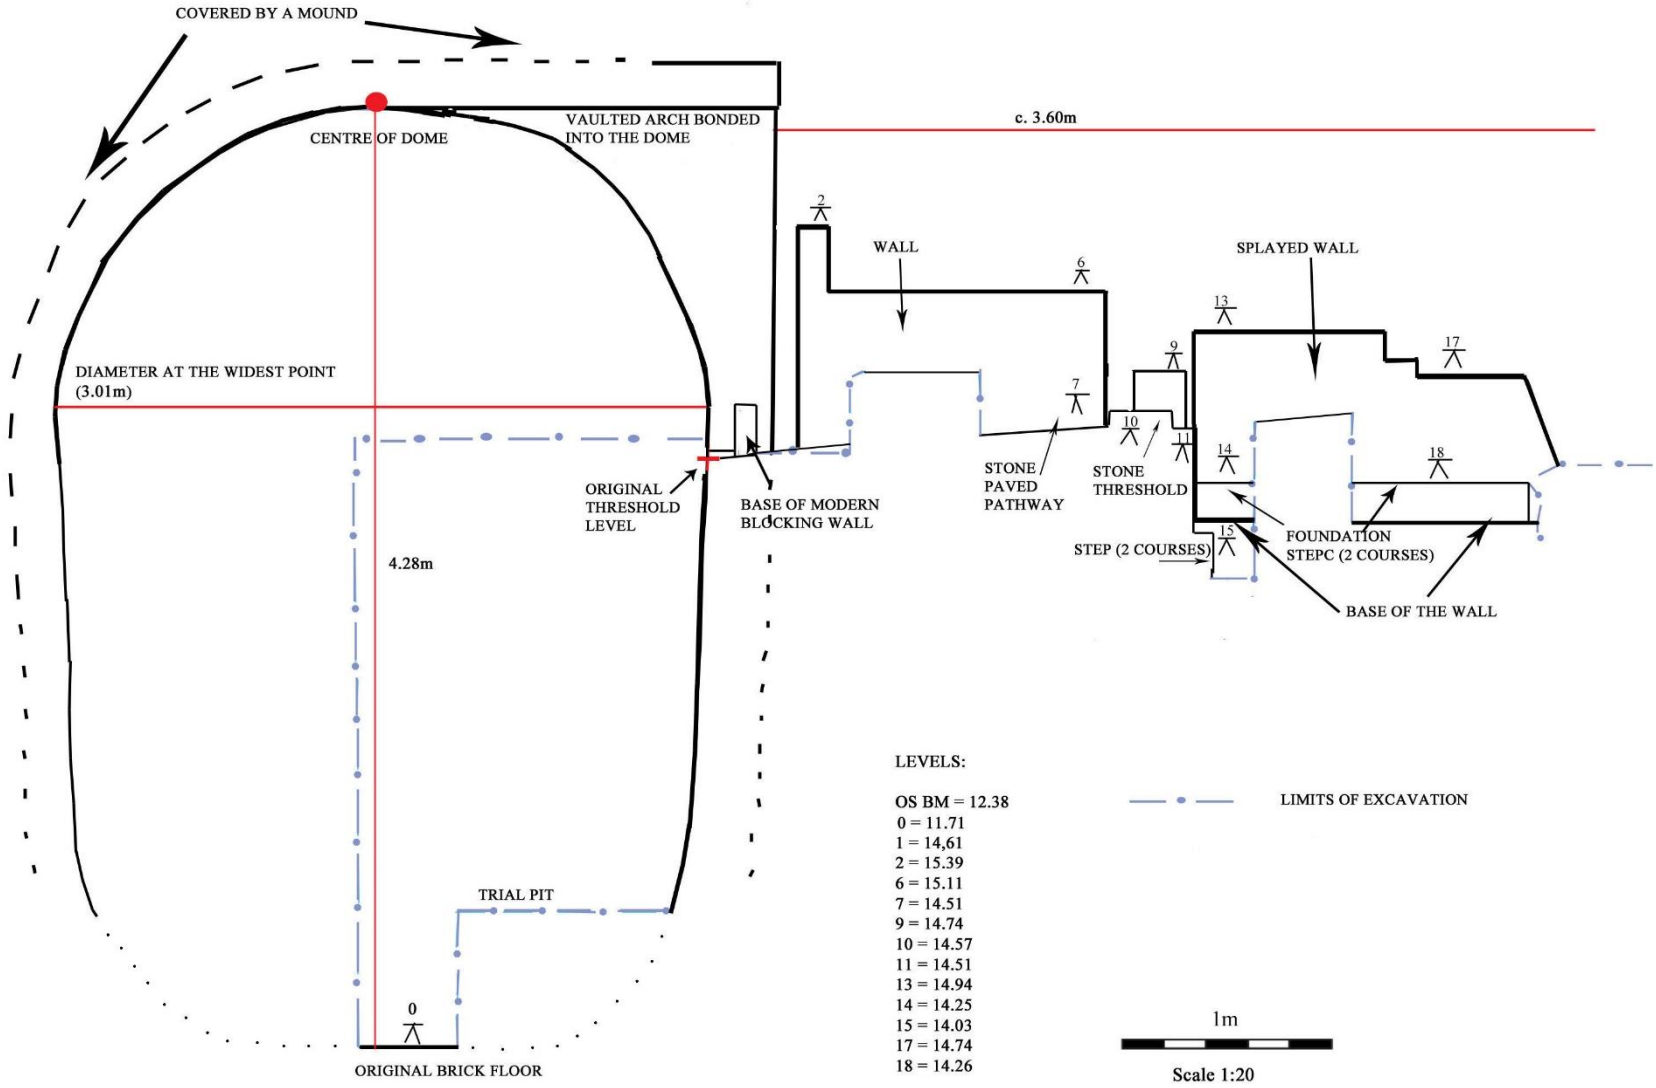 COVERED BY A MOUND
CENTRE OF DOME
VAULTED ARCH BONDED
INTO THE DOME
c. 3.60m
2
WALL
6
SPLAYED WALL
13
17
9
7
DIAMETER AT THE WIDEST POINT
(3.01m)
10
11
14
18
STONE
PAVED
PATHWAY
STONE
THRESHOLD
ORIGINAL
THRESHOLD
LEVEL
BASE OF MODERN
BLOCKING WALL
15
STEP (2 COURSES)
FOUNDATION
STEPC (2 COURSES)
4.28m
BASE OF THE WALL
LEVELS:
OS BM = 12.38
0 = 11.71
1 = 14,61
2 = 15.39
6 = 15.11
7 = 14.51
9 = 14.74
10 = 14.57
11 = 14.51
13 = 14.94
14 = 14.25
15 = 14.03
17 = 14.74
18 = 14.26
LIMITS OF EXCAVATION
TRIAL PIT
0
ORIGINAL BRICK FLOOR
1m
Scale 1:20